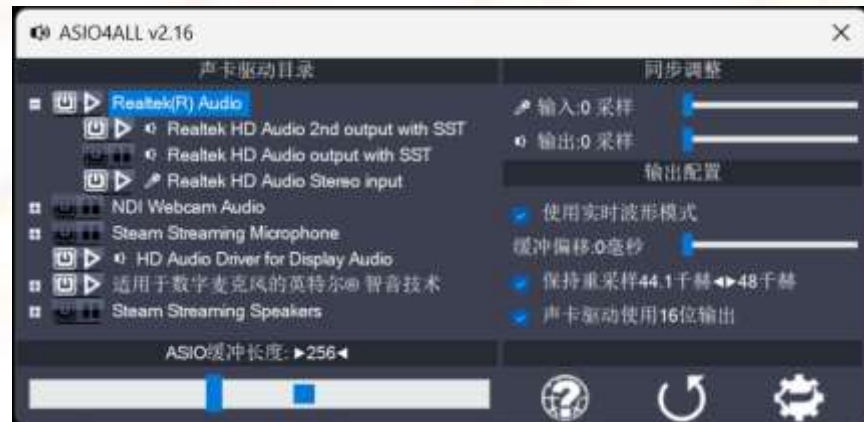 ASIO4ALL v2.16
声卡驱动目录
Realtek(R) Audio
Realtek HD Audio 2nd output with SST
Realtek HD Audio output with SST
Realtek HD Audio Stereo input
NDI Webcam Audio
Steam Streaming Microphone
HD Audio Driver for Display Audio
适用于数字麦克风的英特尔® 智音技术
Steam Streaming Speakers
ASIO缓冲长度:►256◄
同步调整
输入:0 采样
输出:0 采样
输出配置
使用实时波形模式
缓冲偏移:0毫秒
保持重采样44.1千赫◄►48千赫
声卡驱动使用16位输出